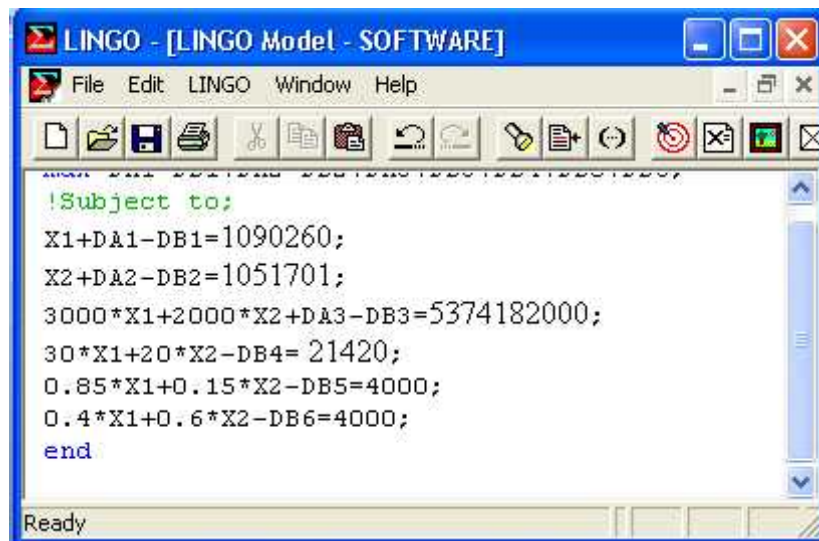 LINGO - [LINGO Model - SOFTWARE]
File Edit LINGO Window Help
!Subject to;
X1+DA1-DB1=1090260;
X2+DA2-DB2=1051701;
3000*X1+2000*X2+DA3-DB3=5374182000;
30*X1+20*X2-DB4= 21420;
0.85*X1+0.15*X2-DB5=4000;
0.4*X1+0.6*X2-DB6=4000;
end
Ready